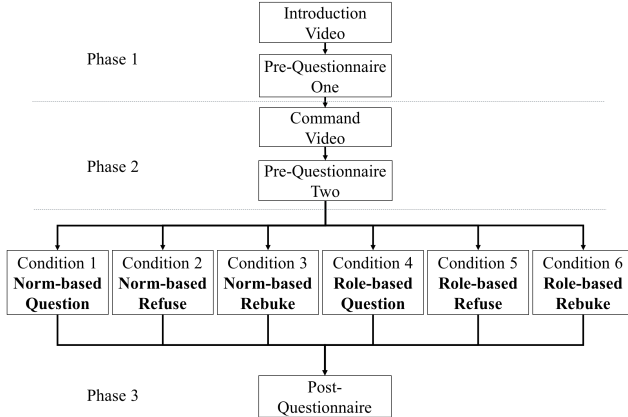 Introduction
Video
Phase 1
Pre-Questionnaire
One
Command
Video
Phase 2
Pre-Questionnaire
Two
Condition 1
Norm-based
Question
Condition 2
Norm-based
Refuse
Condition 3
Norm-based
Rebuke
Condition 4
Role-based
Question
Condition 5
Role-based
Refuse
Condition 6
Role-based
Rebuke
Phase 3
Post-
Questionnaire